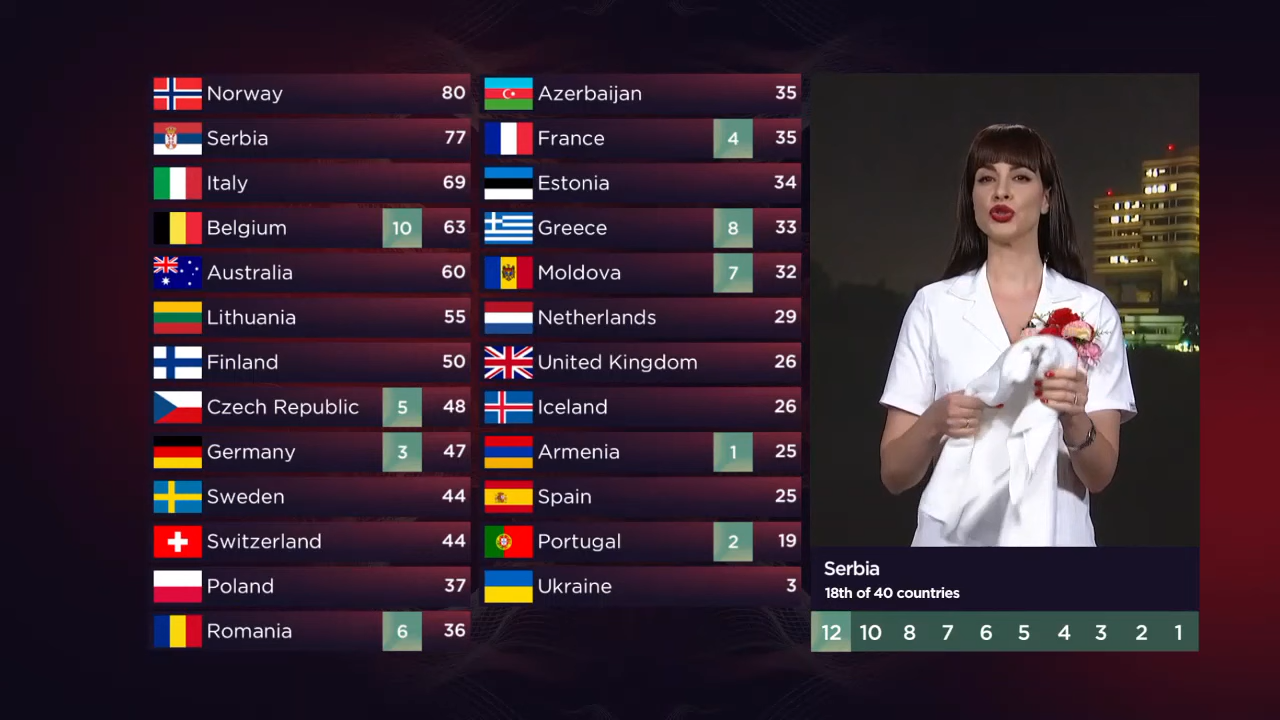 Norway 80
Serbia 77
Italy 69
Belgium 10 63
Australia 60
Lithuania 55
Finland 50
Czech Republic 5 48
Germany 3 47
Sweden 44
Switzerland 44
Poland 37
Romania 6 36
Azerbaijan 35
France 4 35
Estonia 34
Greece 8 33
Moldova 7 32
Netherlands 29
United Kingdom 26
Iceland 26
Armenia 1 25
Spain 25
Portugal 2 19
Ukraine 3
Serbia
18th of 40 countries
12 10 8 7 6 5 4 3 2 1